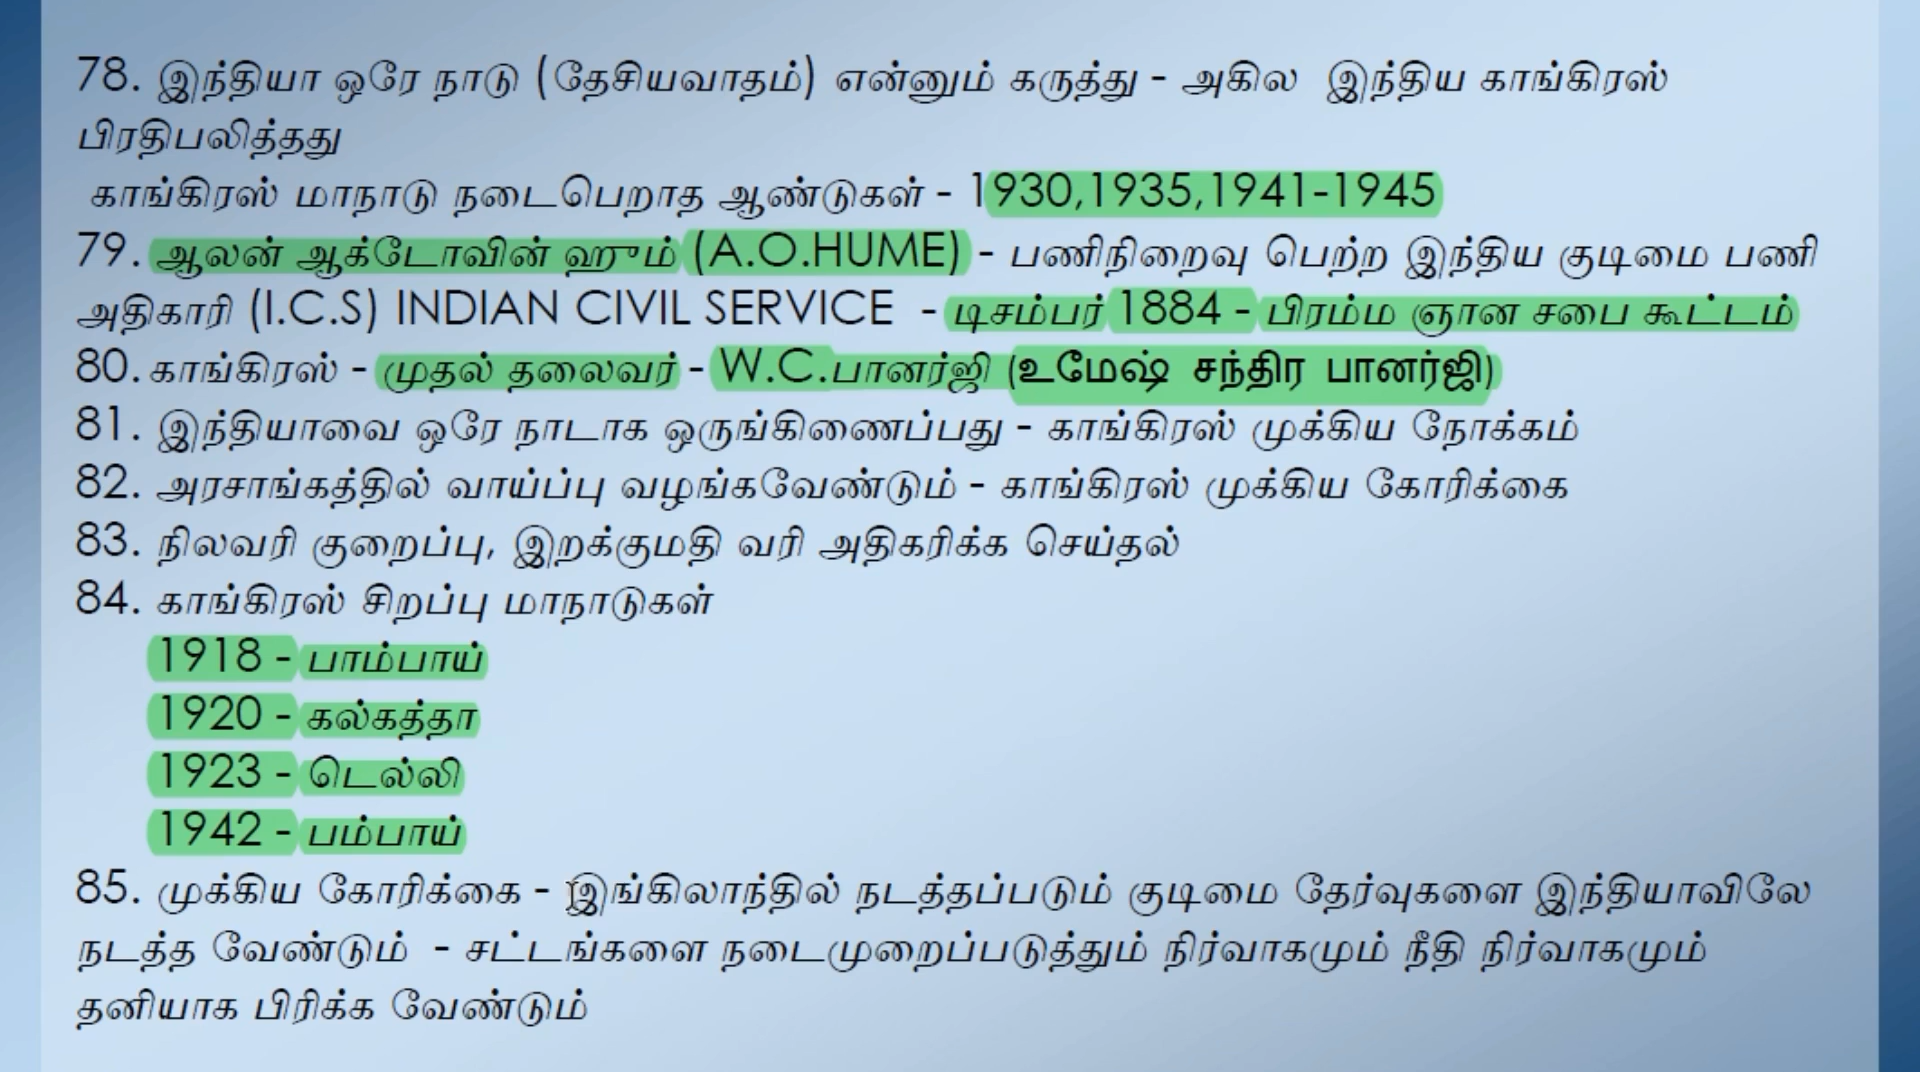 78. இந்தியா ஒரே நாடு (தேசியவாதம்) என்னும் கருத்து - அகில இந்திய காங்கிரஸ்
பிரதிபலித்தது
காங்கிரஸ் மாநாடு நடைபெறாத ஆண்டுகள் - 1930,1935,1941-1945
79. ஆலன் ஆக்டோவின் ஹும் (A.O.HUME) - பணிநிறைவு பெற்ற இந்திய குடிமை பணி
அதிகாரி (I.C.S) INDIAN CIVIL SERVICE - டிசம்பர் 1884 - பிரம்ம ஞான சபை கூட்டம்
80. காங்கிரஸ் - முதல் தலைவர் - W.C.பானர்ஜி (உமேஷ் சந்திர பானர்ஜி)
81. இந்தியாவை ஒரே நாடாக ஒருங்கிணைப்பது - காங்கிரஸ் முக்கிய நோக்கம்
82. அரசாங்கத்தில் வாய்ப்பு வழங்கவேண்டும் - காங்கிரஸ் முக்கிய கோரிக்கை
83. நிலவரி குறைப்பு, இறக்குமதி வரி அதிகரிக்க செய்தல்
84. காங்கிரஸ் சிறப்பு மாநாடுகள்
1918 - பாம்பாய்
1920 - கல்கத்தா
1923 - டெல்லி
1942 - பம்பாய்
85. முக்கிய கோரிக்கை - இங்கிலாந்தில் நடத்தப்படும் குடிமை தேர்வுகளை இந்தியாவிலே
நடத்த வேண்டும் - சட்டங்களை நடைமுறைப்படுத்தும் நிர்வாகமும் நீதி நிர்வாகமும்
தனியாக பிரிக்க வேண்டும்